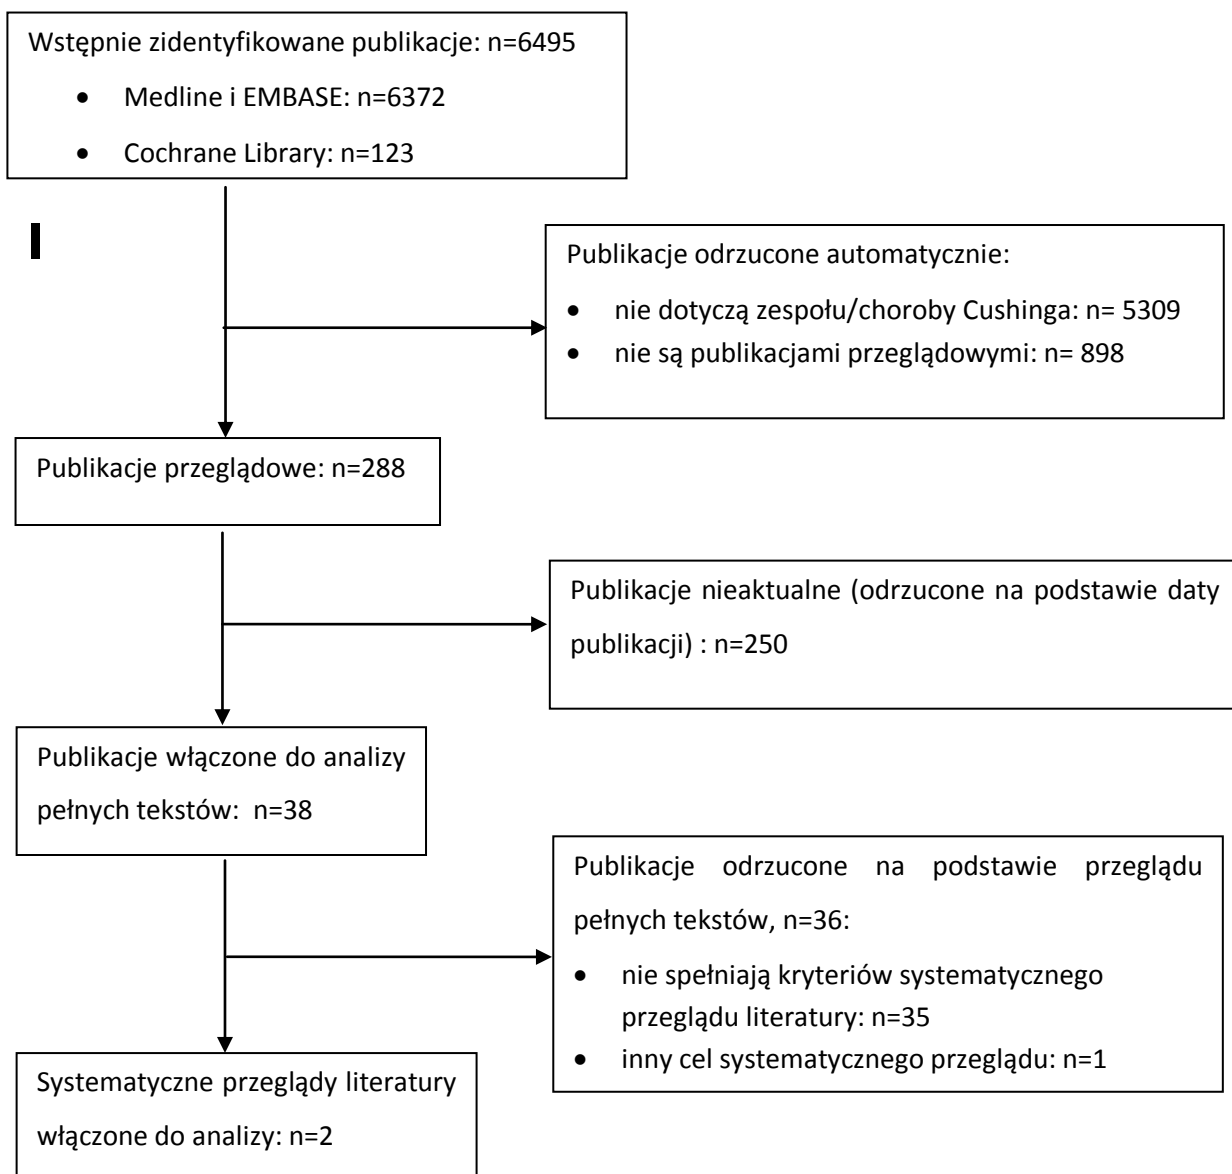 Wstępnie zidentyfikowane publikacje: n=6495
• Medline i EMBASE: n=6372
• Cochrane Library: n=123
Publikacje odrzucone automatycznie:
• nie dotyczą zespołu/choroby Cushinga: n= 5309
• nie są publikacjami przeglądowymi: n= 898
Publikacje przeglądowe: n=288
Publikacje nieaktualne (odrzucone na podstawie daty
publikacji) : n=250
Publikacje włączone do analizy
pełnych tekstów: n=38
Publikacje odrzucone na podstawie przeglądu
pełnych tekstów, n=36:
• nie spełniają kryteriów systematycznego
przeglądu literatury: n=35
• inny cel systematycznego przeglądu: n=1
Systematyczne przeglądy literatury
włączone do analizy: n=2